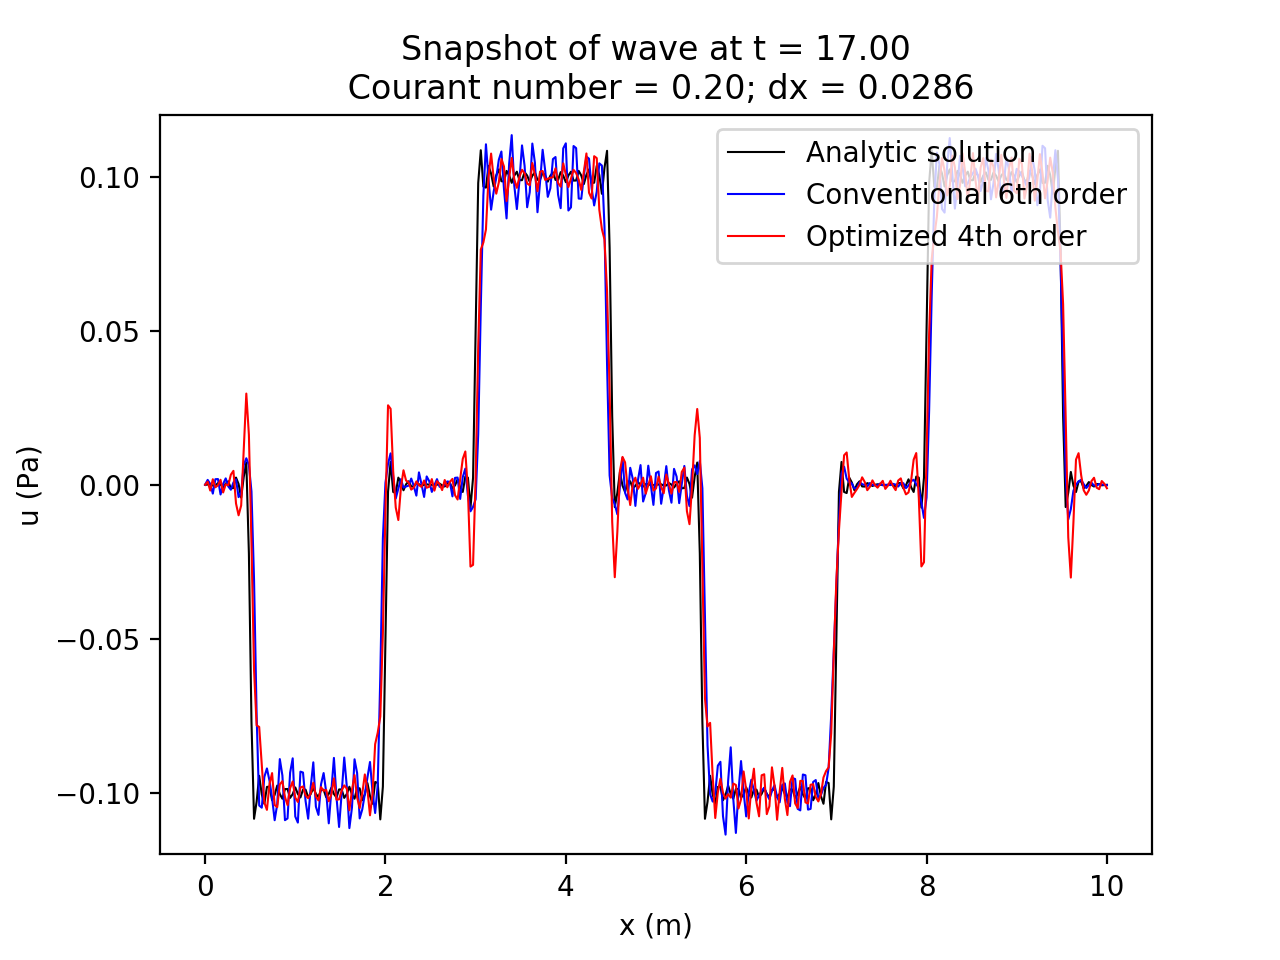 Snapshot of wave at t = 17.00
Courant number = 0.20; dx = 0.0286
Analytic solution
Conventional 6th order
Optimized 4th order
0.10
0.05
0.00
−0.05
−0.10
u (Pa)
0 2 4 6 8 10
x (m)